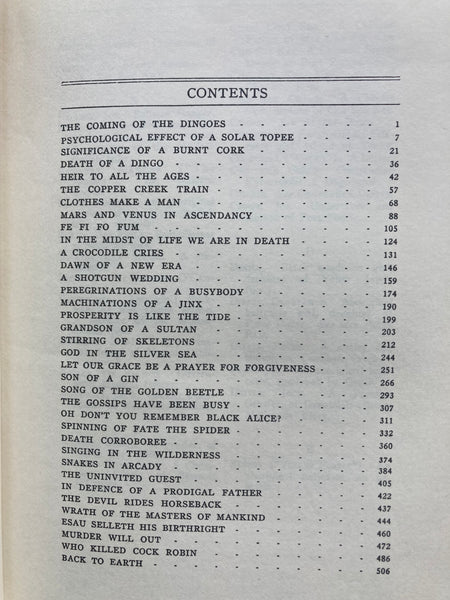 CONTENTS
THE COMING OF THE DINGOES - - - - - - 1
PSYCHOLOGICAL EFFECT OF A SOLAR TOPEE - - - - 7
SIGNIFICANCE OF A BURNT CORK - - - - - 21
DEATH OF A DINGO - - - - - - - 36
HEIR TO ALL THE AGES - - - - - - 42
THE COPPER CREEK TRAIN - - - - - - 57
CLOTHES MAKE A MAN - - - - - - - 68
MARS AND VENUS IN ASCENDANCY - - - - - 88
FE FI FO FUM - - - - - - - - 105
IN THE MIDST OF LIFE WE ARE IN DEATH - - - - 124
A CROCODILE CRIES - - - - - - - 131
DAWN OF A NEW ERA - - - - - - - 146
A SHOTGUN WEDDING - - - - - - - 159
PEREGRINATIONS OF A BUSYBODY - - - - - 174
MACHINATIONS OF A JINX - - - - - - 190
PROSPERITY IS LIKE THE TIDE - - - - - - 199
GRANDSON OF A SULTAN - - - - - - 203
STIRRING OF SKELETONS - - - - - - 212
GOD IN THE SILVER SEA - - - - - - 244
LET OUR GRACE BE A PRAYER FOR FORGIVENESS - - - - 251
SON OF A GIN - - - - - - - - 266
SONG OF THE GOLDEN BEETLE - - - - - - 293
THE GOSSIPS HAVE BEEN BUSY - - - - - - 307
OH DON'T YOU REMEMBER BLACK ALICE? - - - - 311
SPINNING OF FATE THE SPIDER - - - - - - 332
DEATH CORROBOREE - - - - - - - 360
SINGING IN THE WILDERNESS - - - - - - 374
SNAKES IN ARCADY - - - - - - - 384
THE UNINVITED GUEST - - - - - - - 405
IN DEFENCE OF A PRODIGAL FATHER - - - - - 422
THE DEVIL RIDES HORSEBACK - - - - - - 437
WRATH OF THE MASTERS OF MANKIND - - - - - 444
ESAU SELLETH HIS BIRTHRIGHT - - - - - - 460
MURDER WILL OUT - - - - - - - 472
WHO KILLED COCK ROBIN - - - - - - 486
BACK TO EARTH - - - - - - - - 506